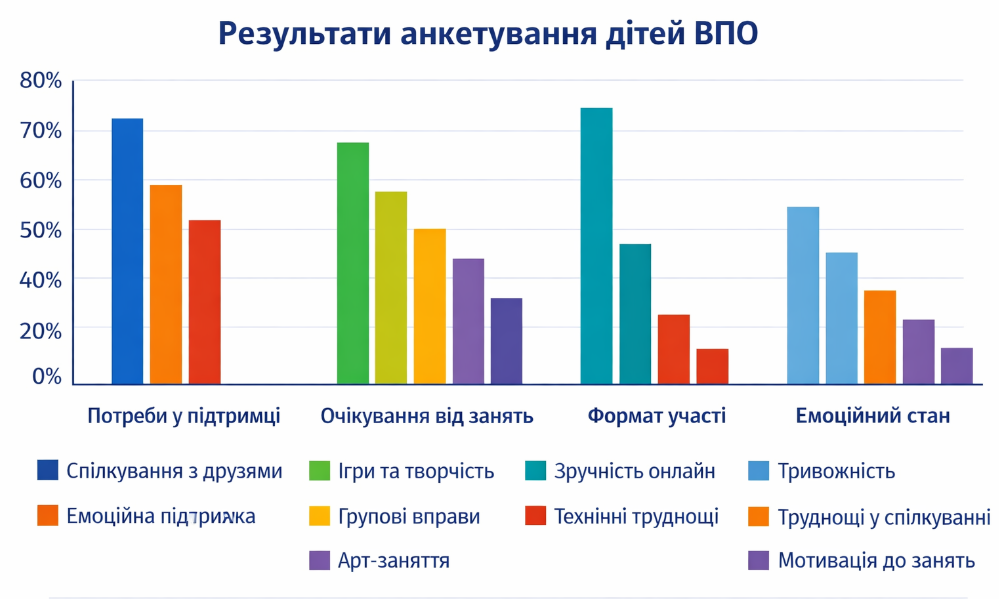 Результати анкетування дітей ВПО
80%
70%
60%
50%
40%
20%
0%
Потреби у підтримці Очікування від занять Формат участі Емоційний стан
Спілкування з друзями Ігри та творчість Зручність онлайн Тривожність
Емоційна Групові вправи Технінні труднощі Труднощі у спілкуванні
Арт-заняття Мотивація до занять